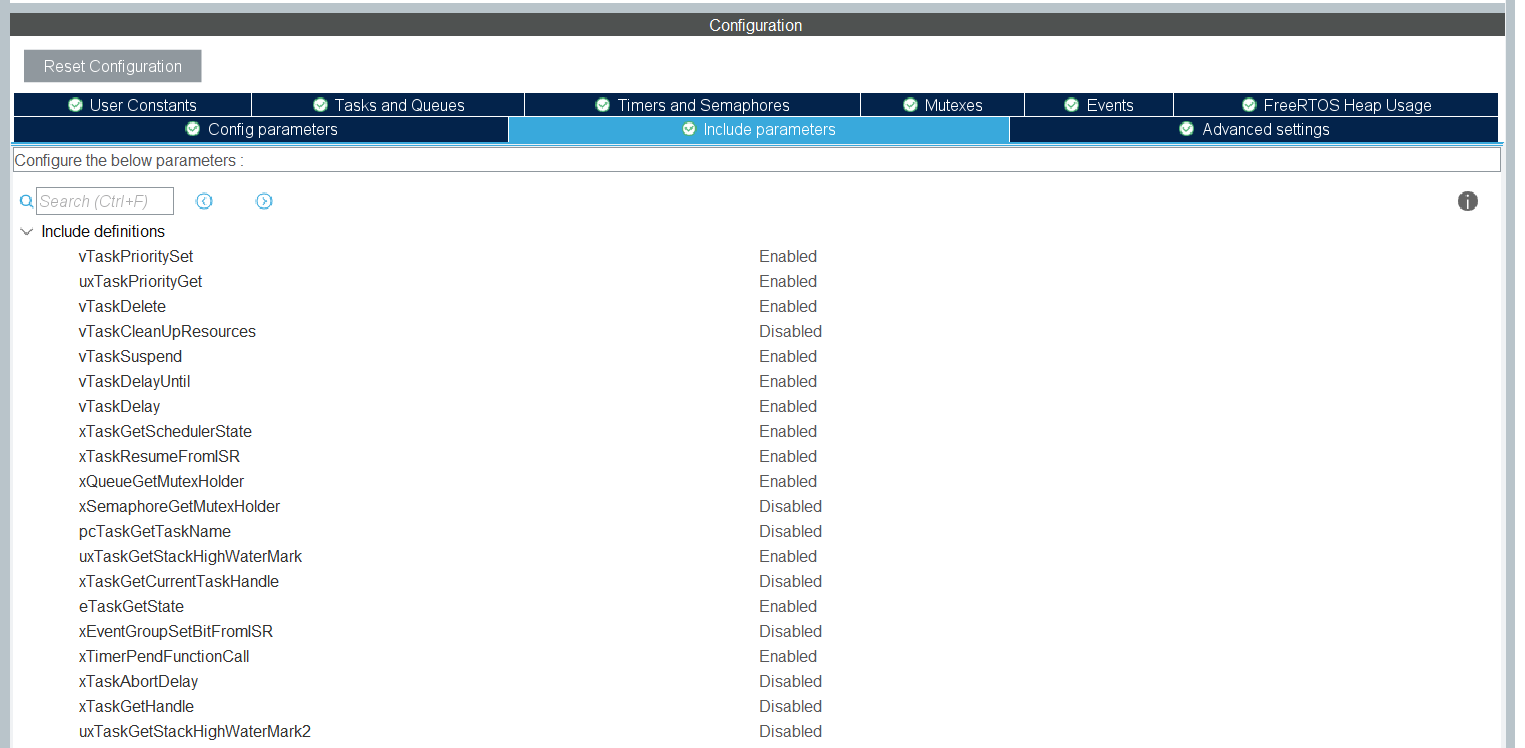 Configuration
Reset Configuration
User Constants Tasks and Queues Timers and Semaphores Mutexes Events FreeRTOS Heap Usage
Config parameters Include parameters Advanced settings
Configure the below parameters :
Search (Ctrl+F)
Include definitions
vTaskPrioritySet Enabled
uxTaskPriorityGet Enabled
vTaskDelete Enabled
vTaskCleanUpResources Disabled
vTaskSuspend Enabled
vTaskDelayUntil Enabled
vTaskDelay Enabled
xTaskGetSchedulerState Enabled
xTaskResumeFromISR Enabled
xQueueGetMutexHolder Enabled
xSemaphoreGetMutexHolder Disabled
pcTaskGetTaskName Disabled
uxTaskGetStackHighWaterMark Enabled
xTaskGetCurrentTaskHandle Disabled
eTaskGetState Enabled
xEventGroupSetBitFromISR Disabled
xTimerPendFunctionCall Enabled
xTaskAbortDelay Disabled
xTaskGetHandle Disabled
uxTaskGetStackHighWaterMark2 Disabled